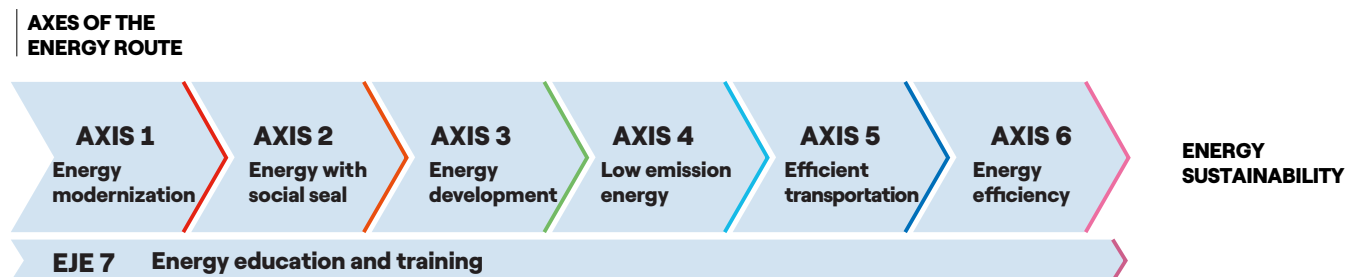 AXES OF THE
ENERGY ROUTE
AXIS 1
Energy
modernization
AXIS 2
Energy with
social seal
AXIS 3
Energy
development
AXIS 4
Low emission
energy
AXIS 5
Efficient
transportation
AXIS 6
Energy
efficiency
ENERGY
SUSTAINABILITY
EJE 7 Energy education and training